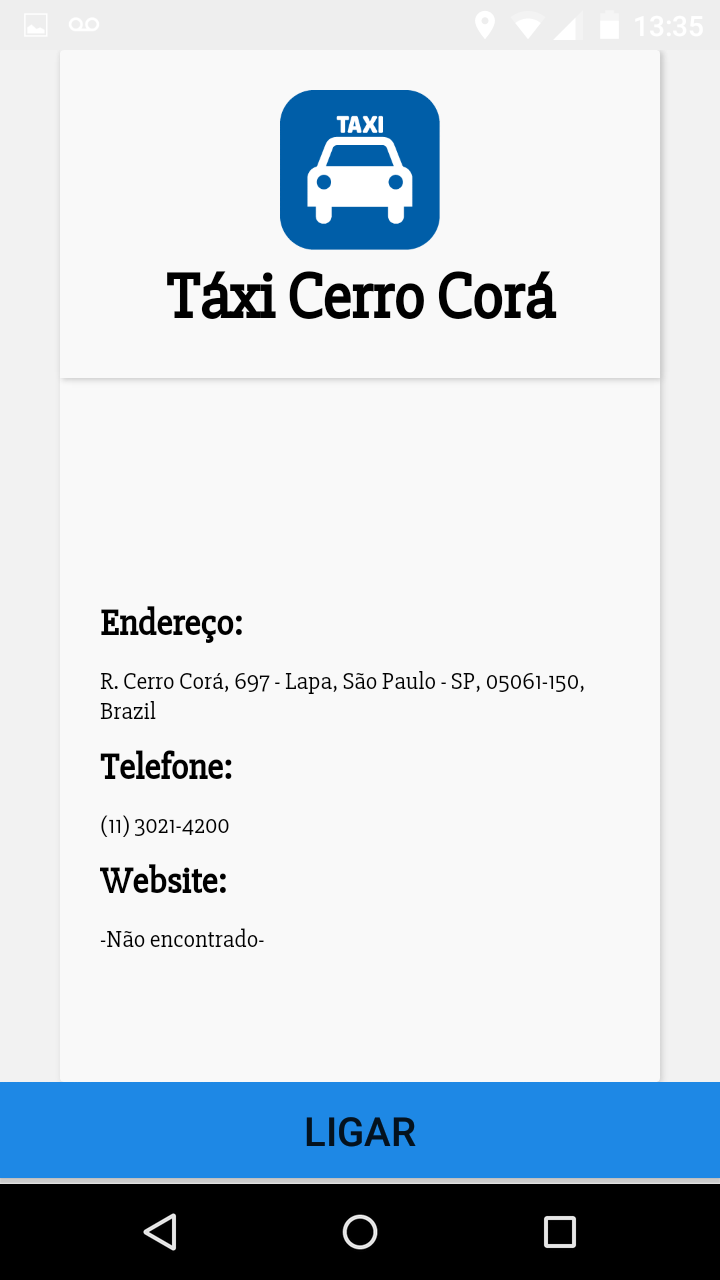 13:35
TAXI
Táxi Cerro Corá
Endereço:
R. Cerro Corá, 697 - Lapa, São Paulo - SP, 05061-150,
Brazil
Telefone:
(11) 3021-4200
Website:
-Não encontrado-
LIGAR